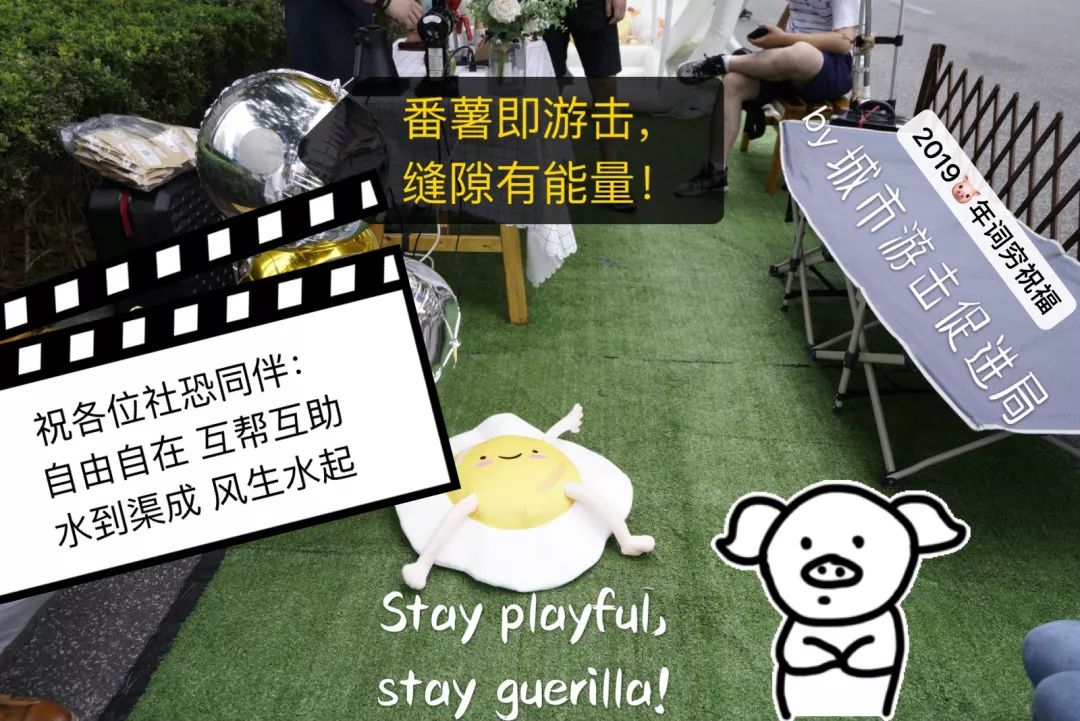 番薯即游击，
缝隙有能量！
2019🐷年词穷祝福
by 城市游击促进局
祝各位社恐同伴：
自由自在 互帮互助
水到渠成 风生水起
Stay playful,
stay guerilla!